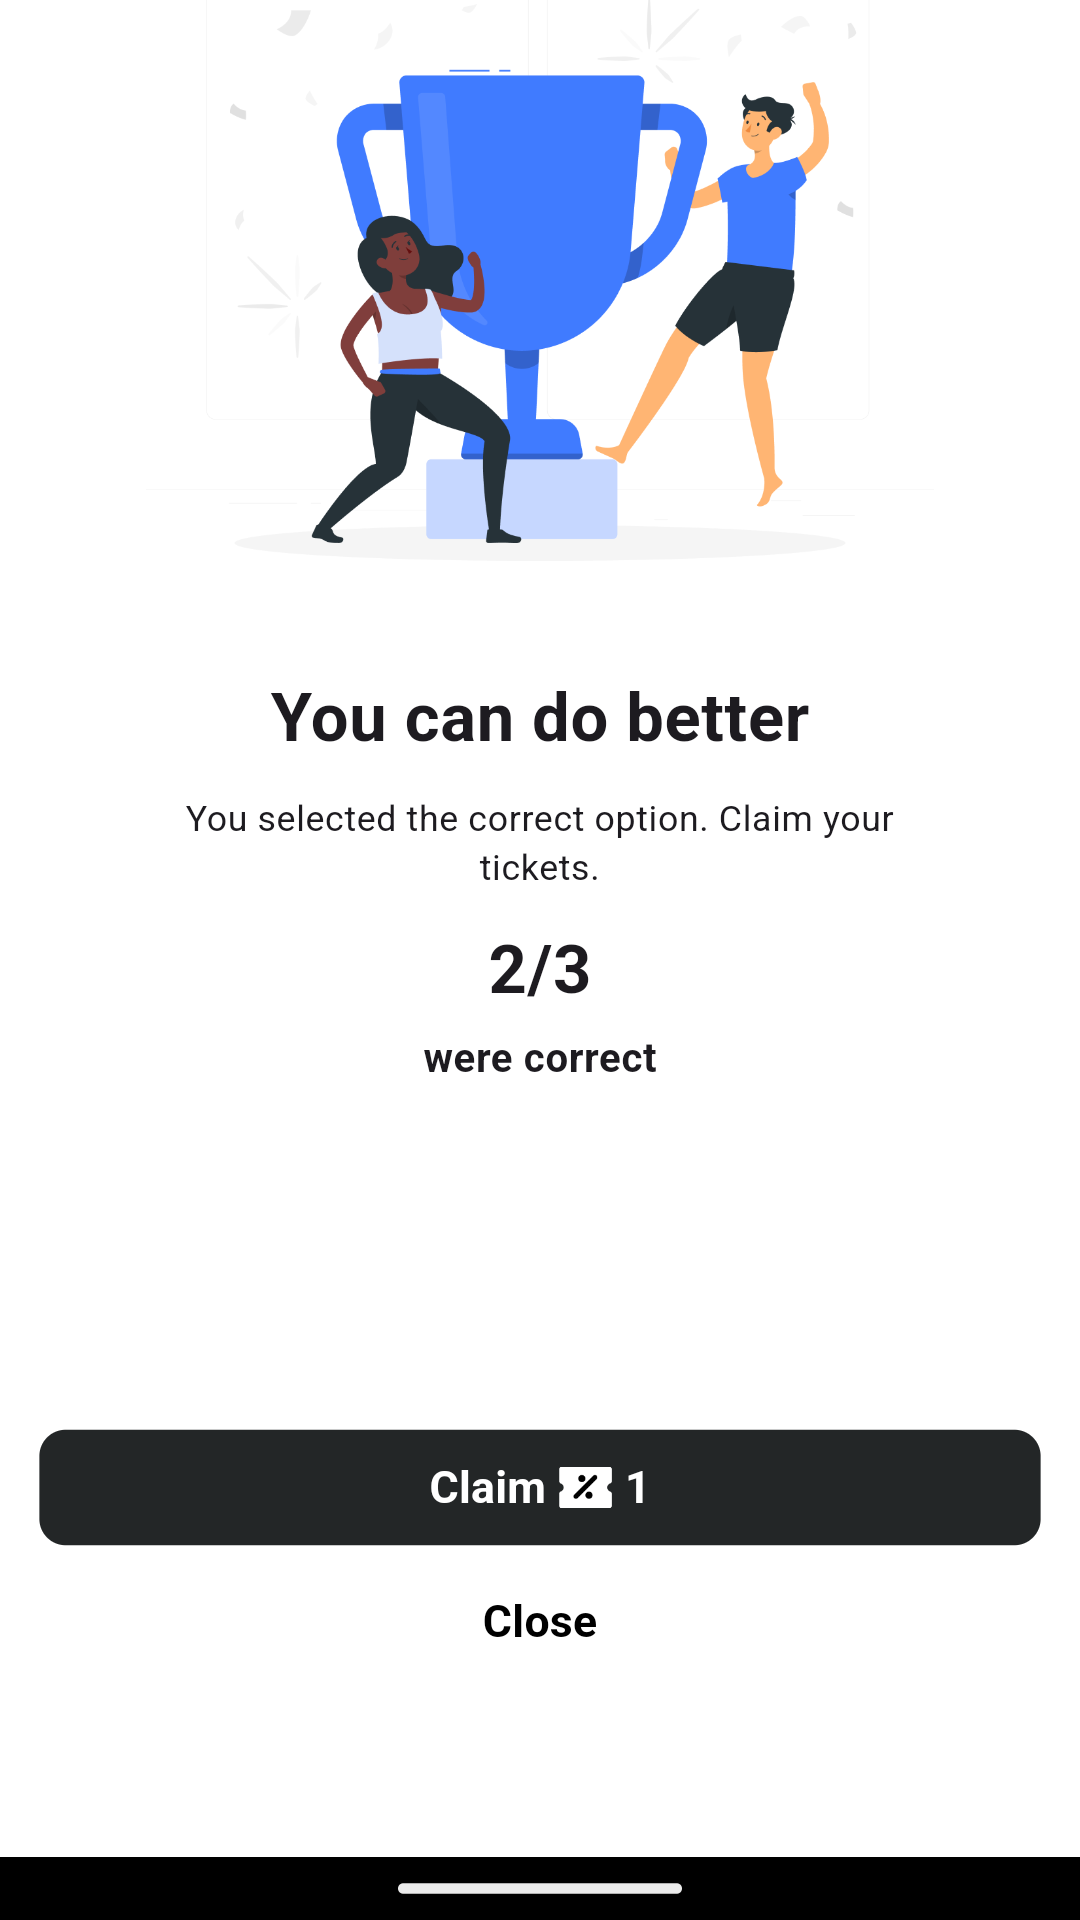 You can do better
You selected the correct option. Claim your
tickets.
2/3
were correct
Claim 1
Close